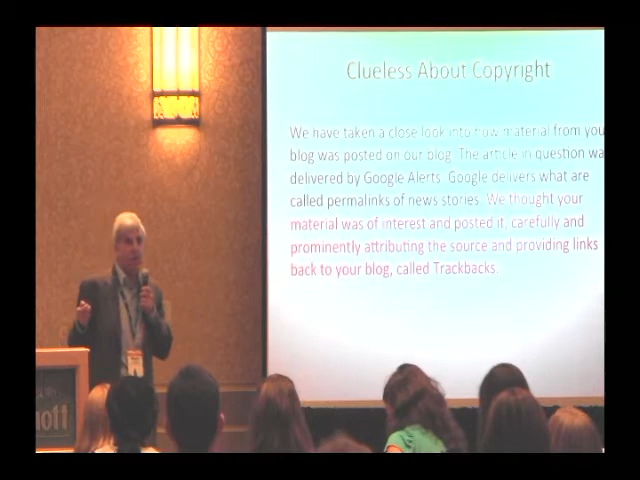 Clueless About Copyright
We have taken a close look into how material from you
blog was posted on our blog. The article in question wa
delivered by Google Alerts. Google delivers what are
called permalinks of news stories. We thought your
material was of interest and posted it, carefully and
prominently attributing the source and providing links
back to your blog, called Trackbacks.
iott